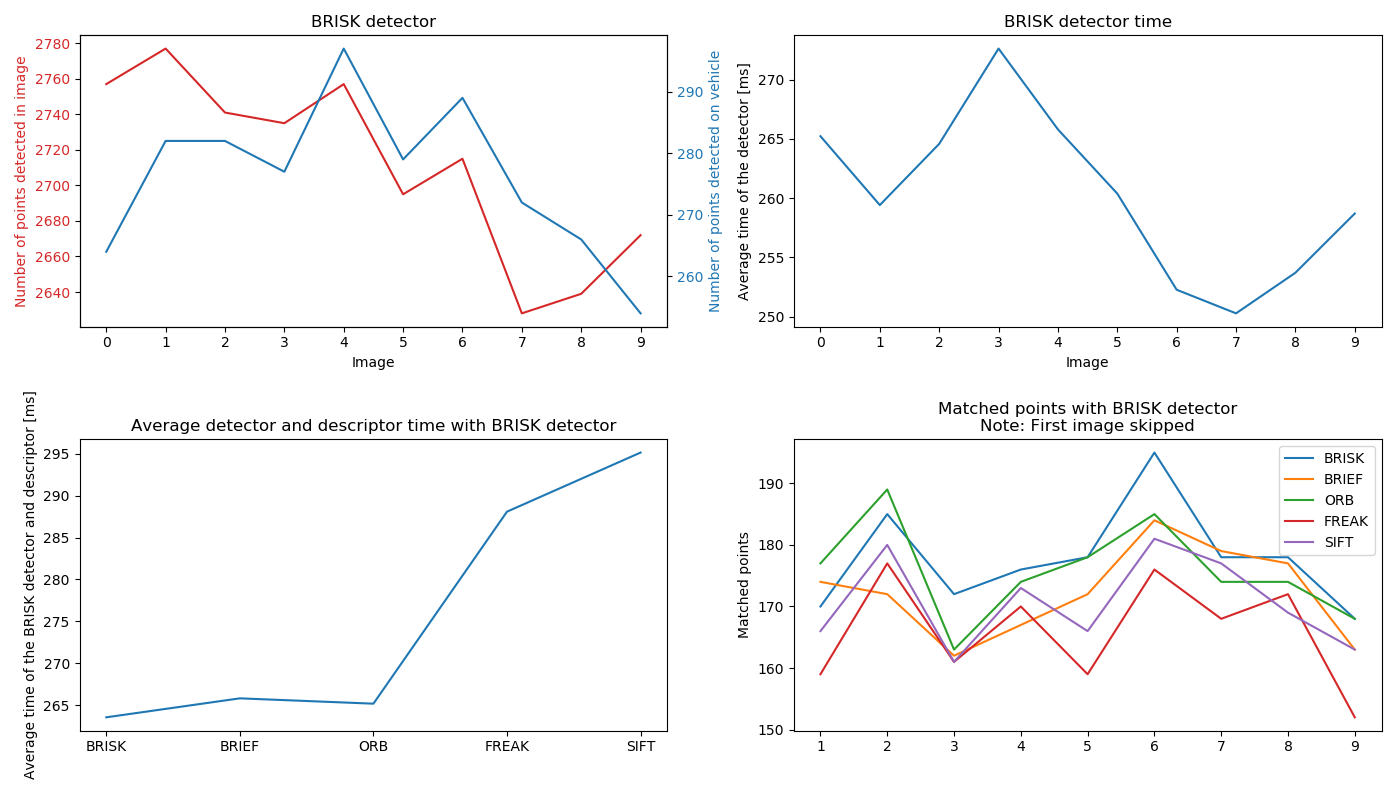 BRISK detector
Number of points detected in image
2780
2760
2740
2720
2700
2680
2660
2640
Number of points detected on vehicle
290
280
270
260
0 1 2 3 4 5 6 7 8 9
Image
BRISK detector time
Average time of the detector [ms]
270
265
260
255
250
0 1 2 3 4 5 6 7 8 9
Image
Average detector and descriptor time with BRISK detector
Average time of the BRISK detector and descriptor [ms]
295
290
285
280
275
270
265
BRISK BRIEF ORB FREAK SIFT
Matched points with BRISK detector
Note: First image skipped
Matched points
190
180
170
160
150
1 2 3 4 5 6 7 8 9
BRISK
BRIEF
ORB
FREAK
SIFT